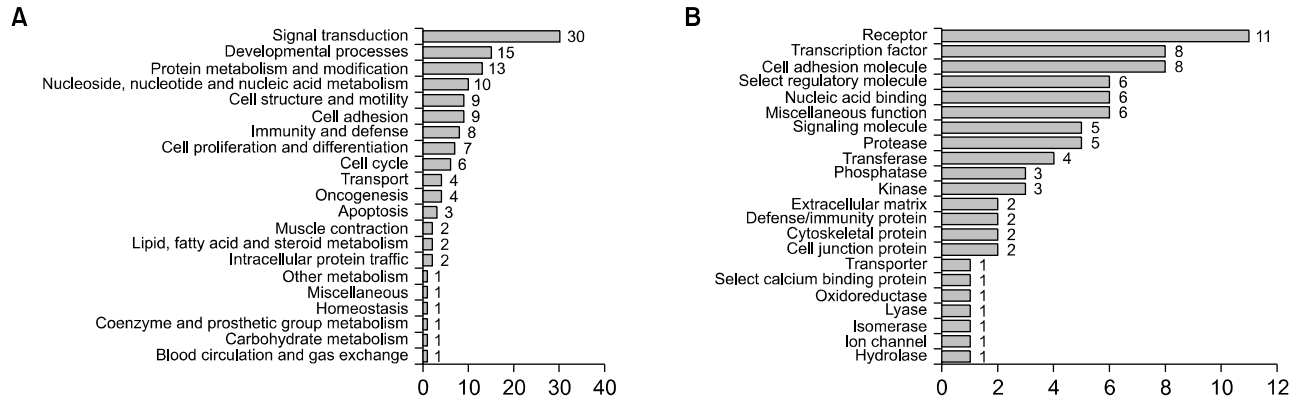 A
Signal transduction 30
Developmental processes 15
Protein metabolism and modification 13
Nucleoside, nucleotide and nucleic acid metabolism 10
Cell structure and motility 9
Cell adhesion 9
Immunity and defense 8
Cell proliferation and differentiation 7
Cell cycle 6
Transport 4
Oncogenesis 4
Apoptosis 3
Muscle contraction 2
Lipid, fatty acid and steroid metabolism 2
Intracellular protein traffic 2
Other metabolism 1
Miscellaneous 1
Homeostasis 1
Coenzyme and prosthetic group metabolism 1
Carbohydrate metabolism 1
Blood circulation and gas exchange 1
0 10 20 30 40
B
Receptor 11
Transcription factor 8
Cell adhesion molecule 8
Select regulatory molecule 6
Nucleic acid binding 6
Miscellaneous function 6
Signaling molecule 5
Protease 5
Transferase 4
Phosphatase 3
Kinase 3
Extracellular matrix 2
Defense/immunity protein 2
Cytoskeletal protein 2
Cell junction protein 2
Transporter 1
Select calcium binding protein 1
Oxidoreductase 1
Lyase 1
Isomerase 1
Ion channel 1
Hydrolase 1
0 2 4 6 8 10 12